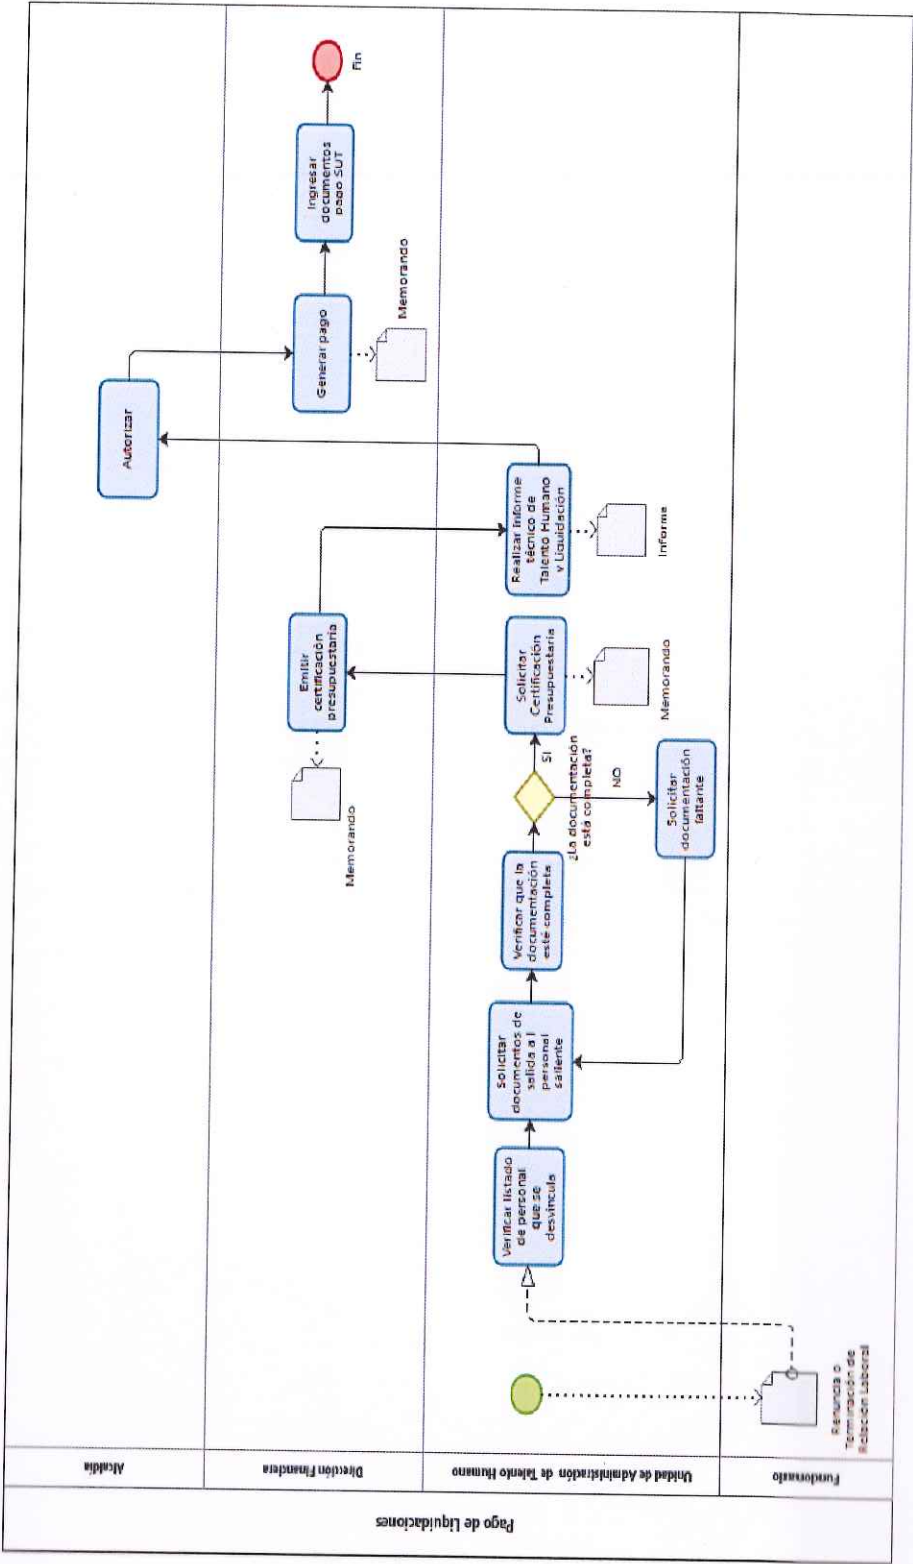 Pago de Liquidaciones
Alcaldía
Dirección Financiera
Unidad de Administración de Talento Humano
Funcionario
Renuncia o
Terminación de
Relación Laboral
Verificar listado
de personal
que se
desvincula
Solicitar
documentos de
salida a l
personal
saliente
Verificar que la
documentación
esté completa
¿La documentación
está completa?
SI
NO
Solicitar
documentación
faltante
Solicitar
Certificación
Presupuestaria
Memorando
Emitir
certificación
presupuestaria
Memorando
Realizar informe
técnico de
Talento Humano
y Liquidación
Informe
Autorizar
Generar pago
Memorando
Ingresar
documentos
pago SUT
Fin